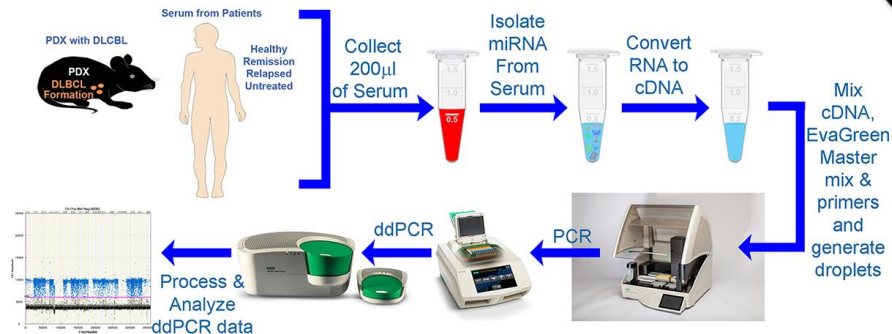 Serum from Patients
PDX with DLCBL
PDX
DLBCL
Formation
Healthy
Remission
Relapsed
Untreated
Collect
200µl
of Serum
1.5
1.0
0.5
Isolate
miRNA
From
Serum
1.5
1.0
0.5
Convert
RNA to
cDNA
1.5
1.0
0.5
Mix
cDNA,
EvaGreen
Master
mix &
primers
and
generate
droplets
PCR
ddPCR
Process &
Analyze
ddPCR data